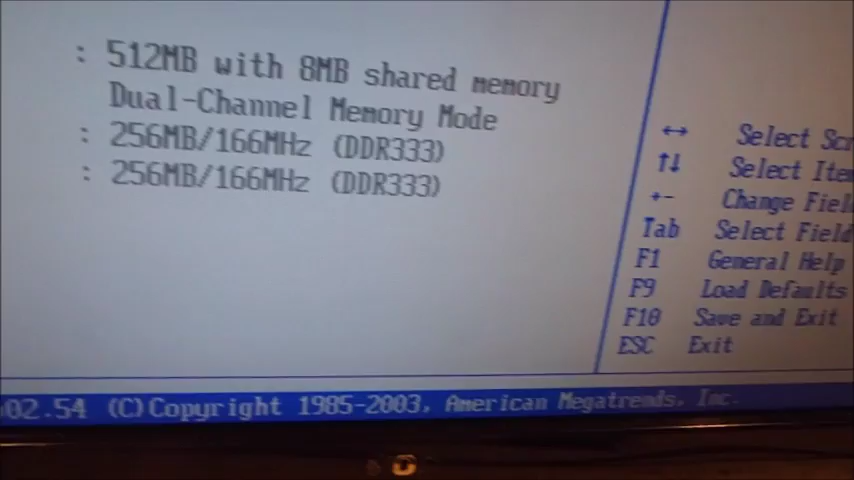 : 512MB with 8MB shared memory
Dual-Channel Memory Mode
: 256MB/166MHz (DDR333)
: 256MB/166MHz (DDR333)
↔ Select
↑↓ Select
+- Change
Tab Select Field
F1 General Help
F9 Load Defaults
F10 Save and Exit
ESC Exit
02.54 (C)Copyright 1985-2003, American Megatrends, Inc.